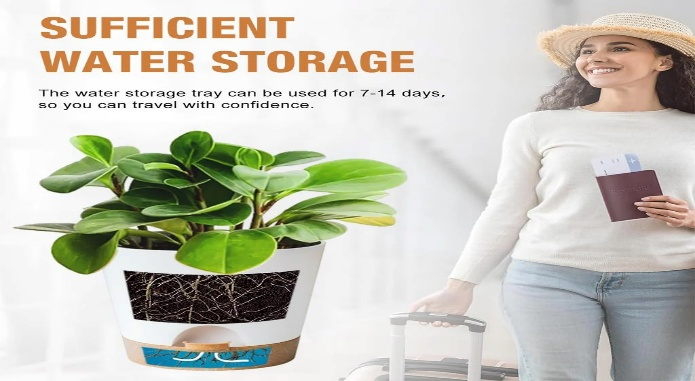 SUFFICIENT
WATER STORAGE
The water storage tray can be used for 7-14 days,
so you can travel with confidence.